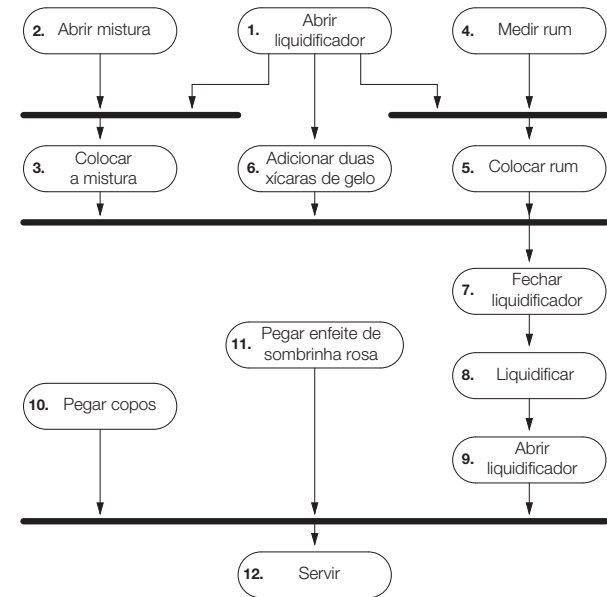 2. Abrir mistura
1. Abrir
liquidificador
4. Medir rum
3. Colocar
a mistura
6. Adicionar duas
xícaras de gelo
5. Colocar rum
7. Fechar
liquidificador
11. Pegar enfeite de
sombrinha rosa
8. Liquidificar
10. Pegar copos
9. Abrir
liquidificador
12. Servir